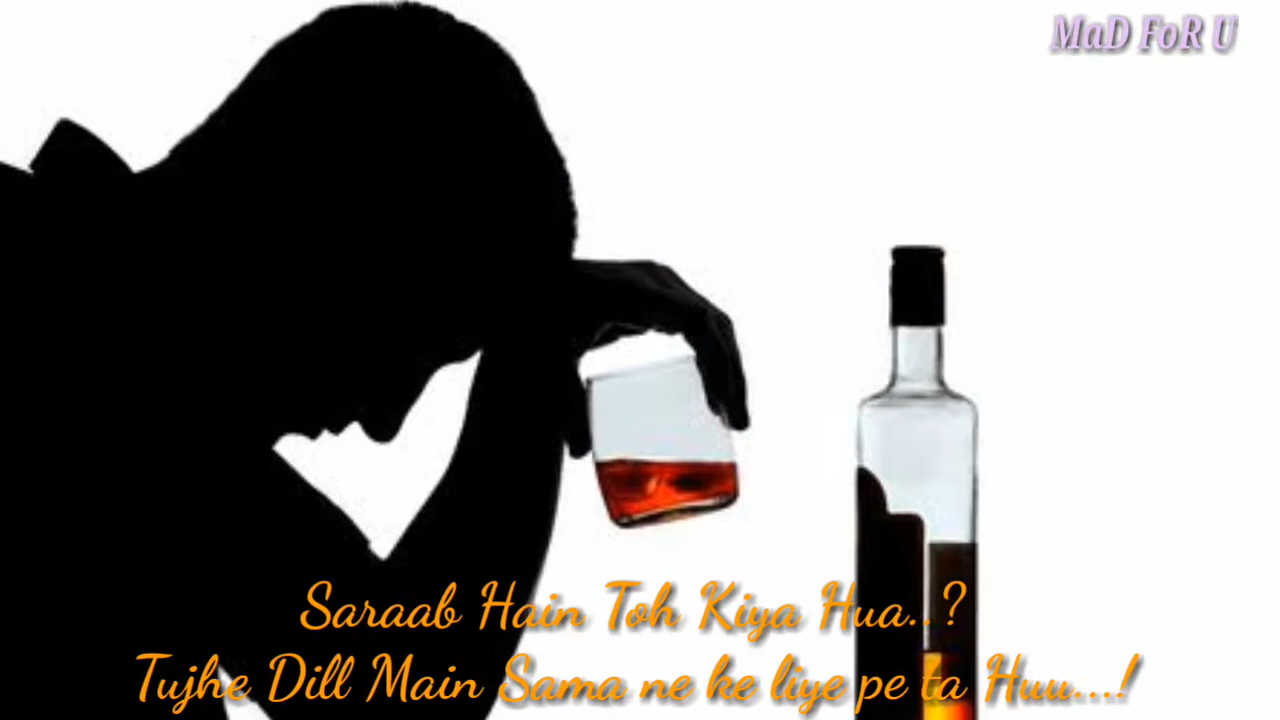 MaD FoR U
Saraab Hain Toh Kiya Hua..?
Tujhe Dill Main Sama ne ke liye pe ta Huu...!